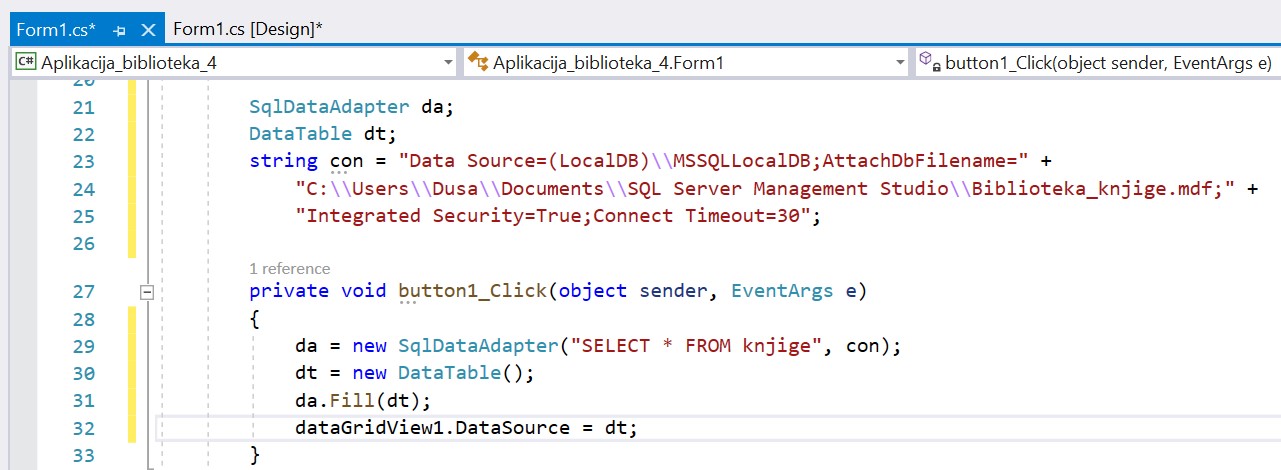 Form1.cs* Form1.cs [Design]*
C# Aplikacija_biblioteka_4 Aplikacija_biblioteka_4.Form1 button1_Click(object sender, EventArgs e)
20
21 SqlDataAdapter da;
22 DataTable dt;
23 string con = "Data Source=(LocalDB)\\MSSQLLocalDB;AttachDbFilename=" +
24 "C:\\Users\\Dusa\\Documents\\SQL Server Management Studio\\Biblioteka_knjige.mdf;" +
25 "Integrated Security=True;Connect Timeout=30";
26
1 reference
27 private void button1_Click(object sender, EventArgs e)
28 {
29 da = new SqlDataAdapter("SELECT * FROM knjige", con);
30 dt = new DataTable();
31 da.Fill(dt);
32 dataGridView1.DataSource = dt;
33 }